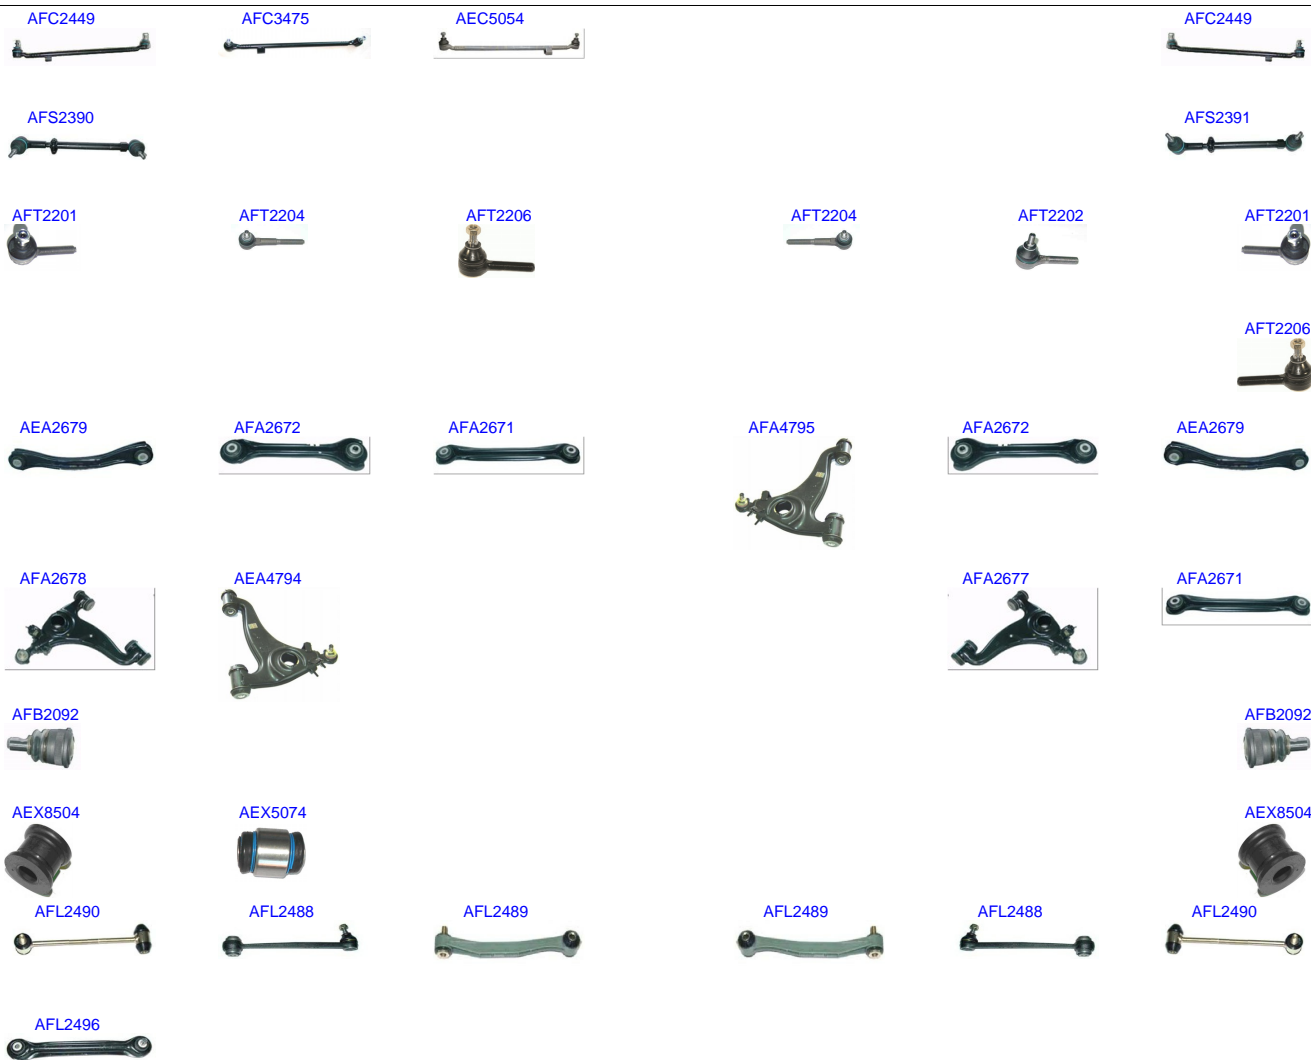 AFC2449 AFC3475 AEC5054 AFC2449
AFS2390 AFS2391
AFT2201 AFT2204 AFT2206 AFT2204 AFT2202 AFT2201
AFT2206
AEA2679 AFA2672 AFA2671 AFA4795 AFA2672 AEA2679
AFA2678 AEA4794 AFA2677 AFA2671
AFB2092 AFB2092
AEX8504 AEX5074 AEX8504
AFL2490 AFL2488 AFL2489 AFL2489 AFL2488 AFL2490
AFL2496